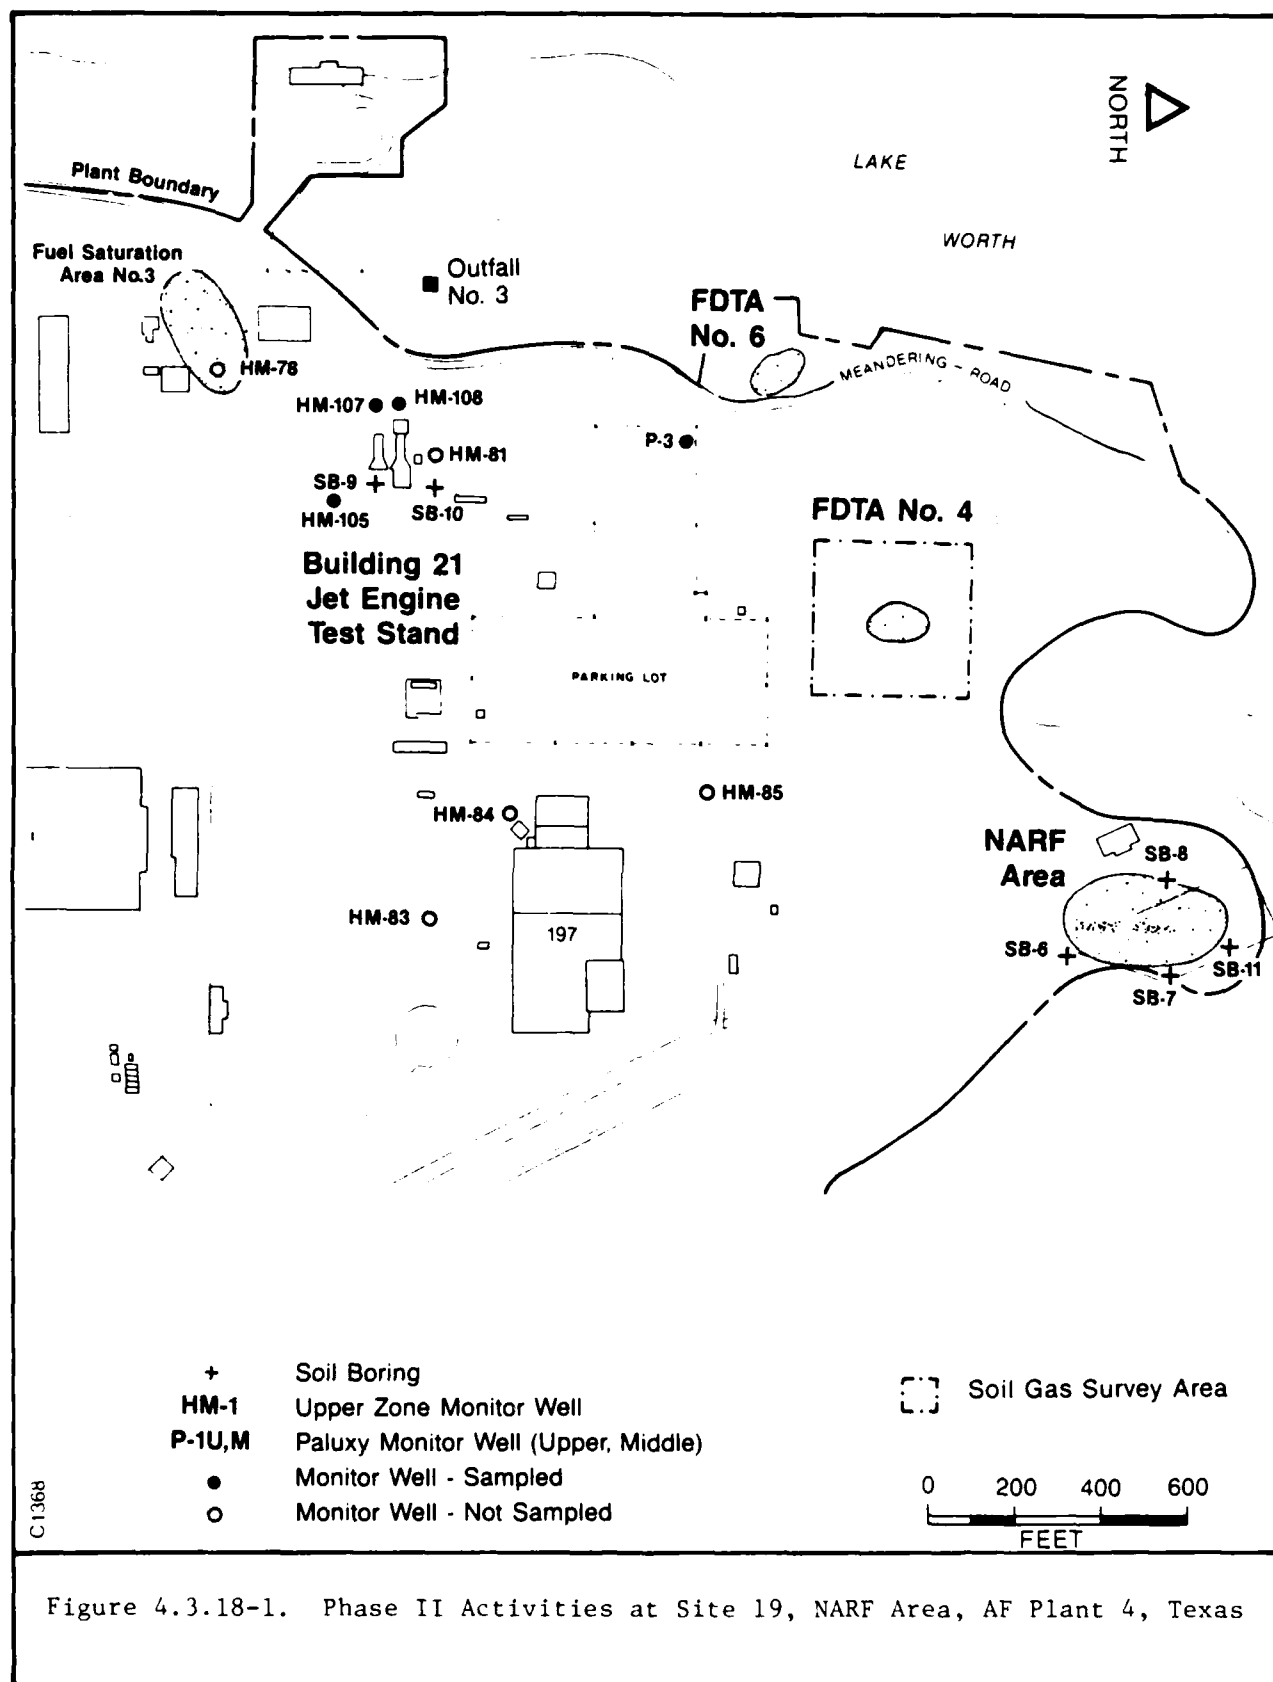 NORTH
LAKE
WORTH
Plant Boundary
Fuel Saturation
Area No.3
Outfall
No. 3
FDTA
No. 6
MEANDERING - ROAD
HM-78
HM-107
HM-108
P-3
HM-81
SB-9
SB-10
HM-105
FDTA No. 4
Building 21
Jet Engine
Test Stand
PARKING LOT
HM-85
HM-84
NARF
Area
SB-8
HM-83
197
SB-6
SB-11
SB-7
+ Soil Boring
HM-1 Upper Zone Monitor Well
P-1U,M Paluxy Monitor Well (Upper, Middle)
● Monitor Well - Sampled
○ Monitor Well - Not Sampled
Soil Gas Survey Area
0 200 400 600
FEET
C1368
Figure 4.3.18-1. Phase II Activities at Site 19, NARF Area, AF Plant 4, Texas